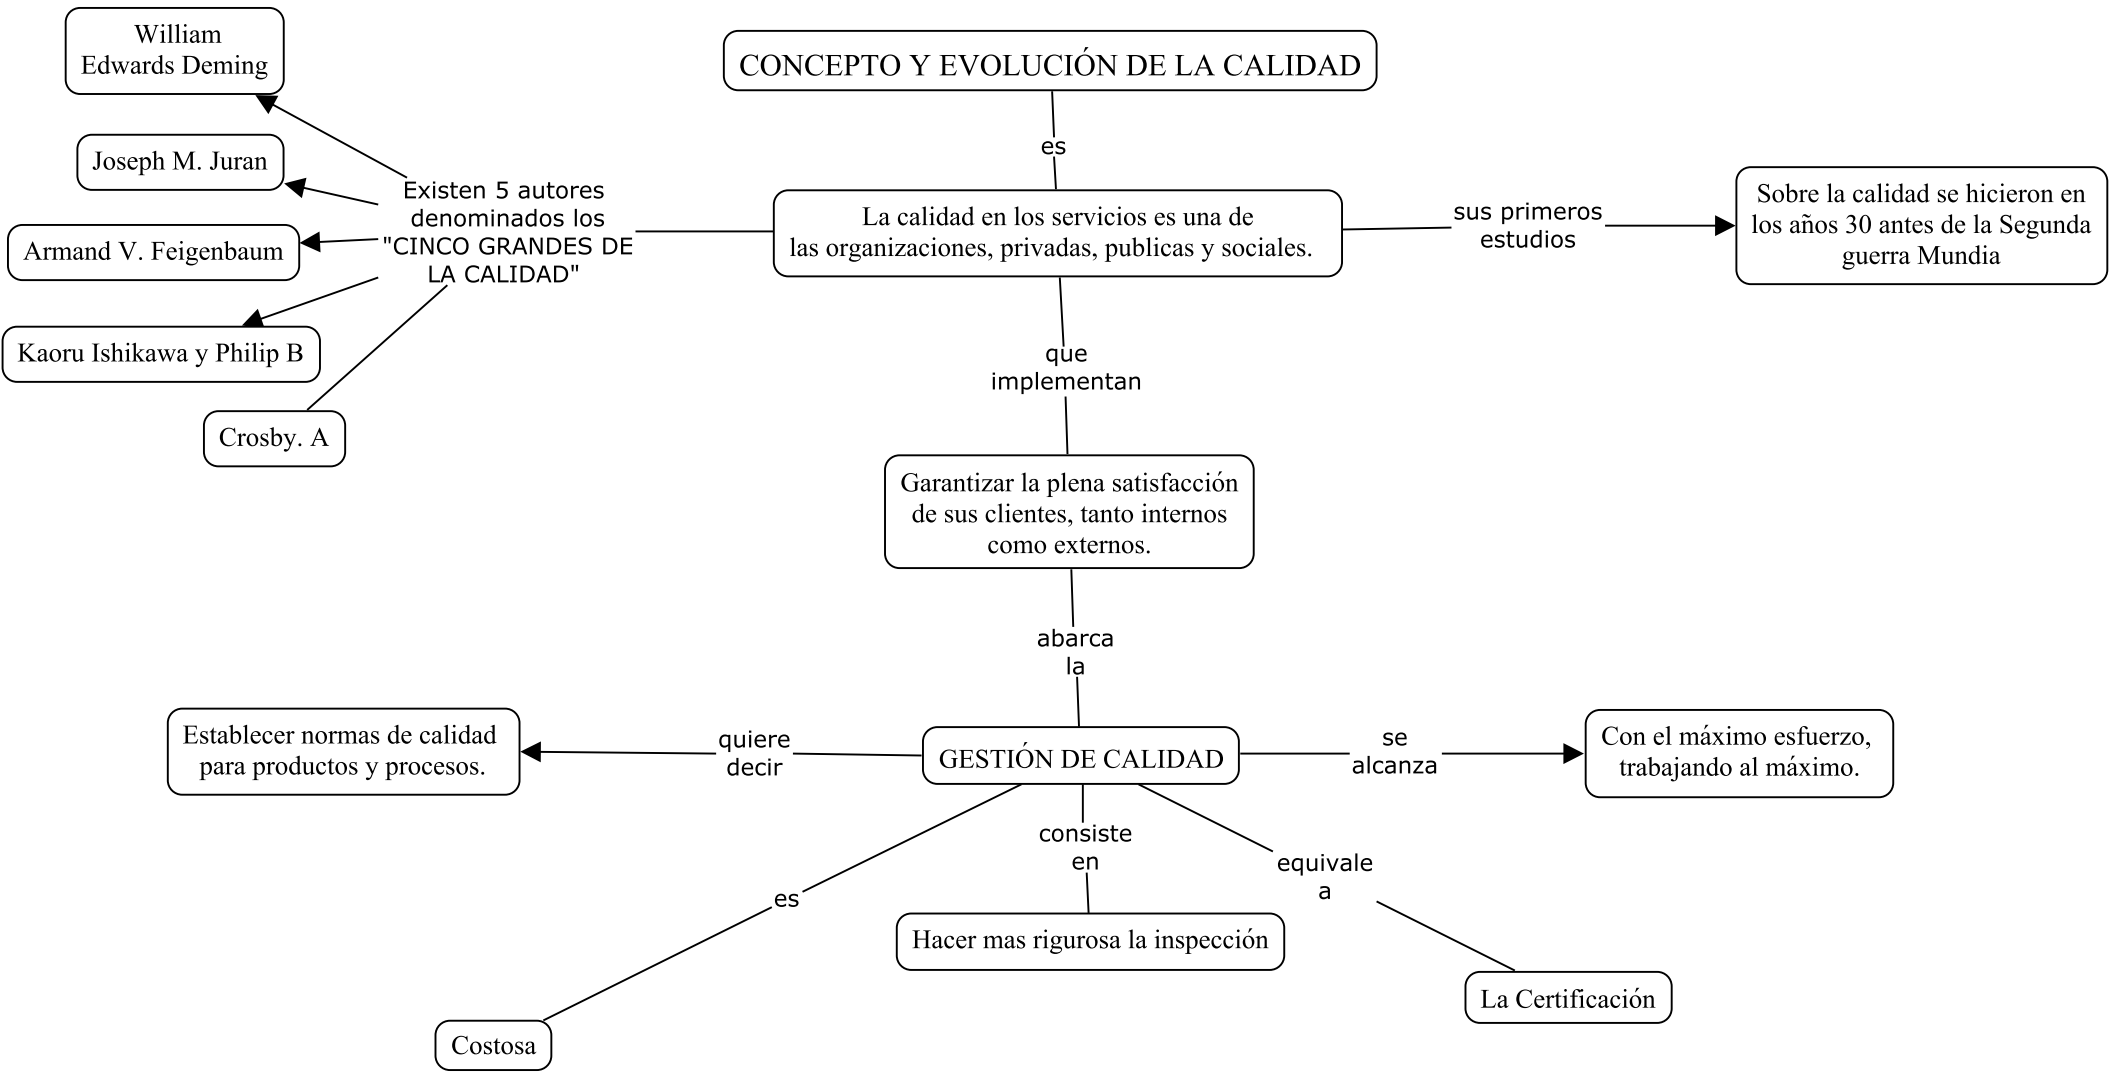 CONCEPTO Y EVOLUCIÓN DE LA CALIDAD
es
La calidad en los servicios es una de
las organizaciones, privadas, publicas y sociales.
Existen 5 autores
denominados los
"CINCO GRANDES DE
LA CALIDAD"
William
Edwards Deming
Joseph M. Juran
Armand V. Feigenbaum
Kaoru Ishikawa y Philip B
Crosby. A
sus primeros
estudios
Sobre la calidad se hicieron en
los años 30 antes de la Segunda
guerra Mundia
que
implementan
Garantizar la plena satisfacción
de sus clientes, tanto internos
como externos.
abarca
la
GESTIÓN DE CALIDAD
quiere
decir
Establecer normas de calidad
para productos y procesos.
se
alcanza
Con el máximo esfuerzo,
trabajando al máximo.
es
Costosa
consiste
en
Hacer mas rigurosa la inspección
equivale
a
La Certificación